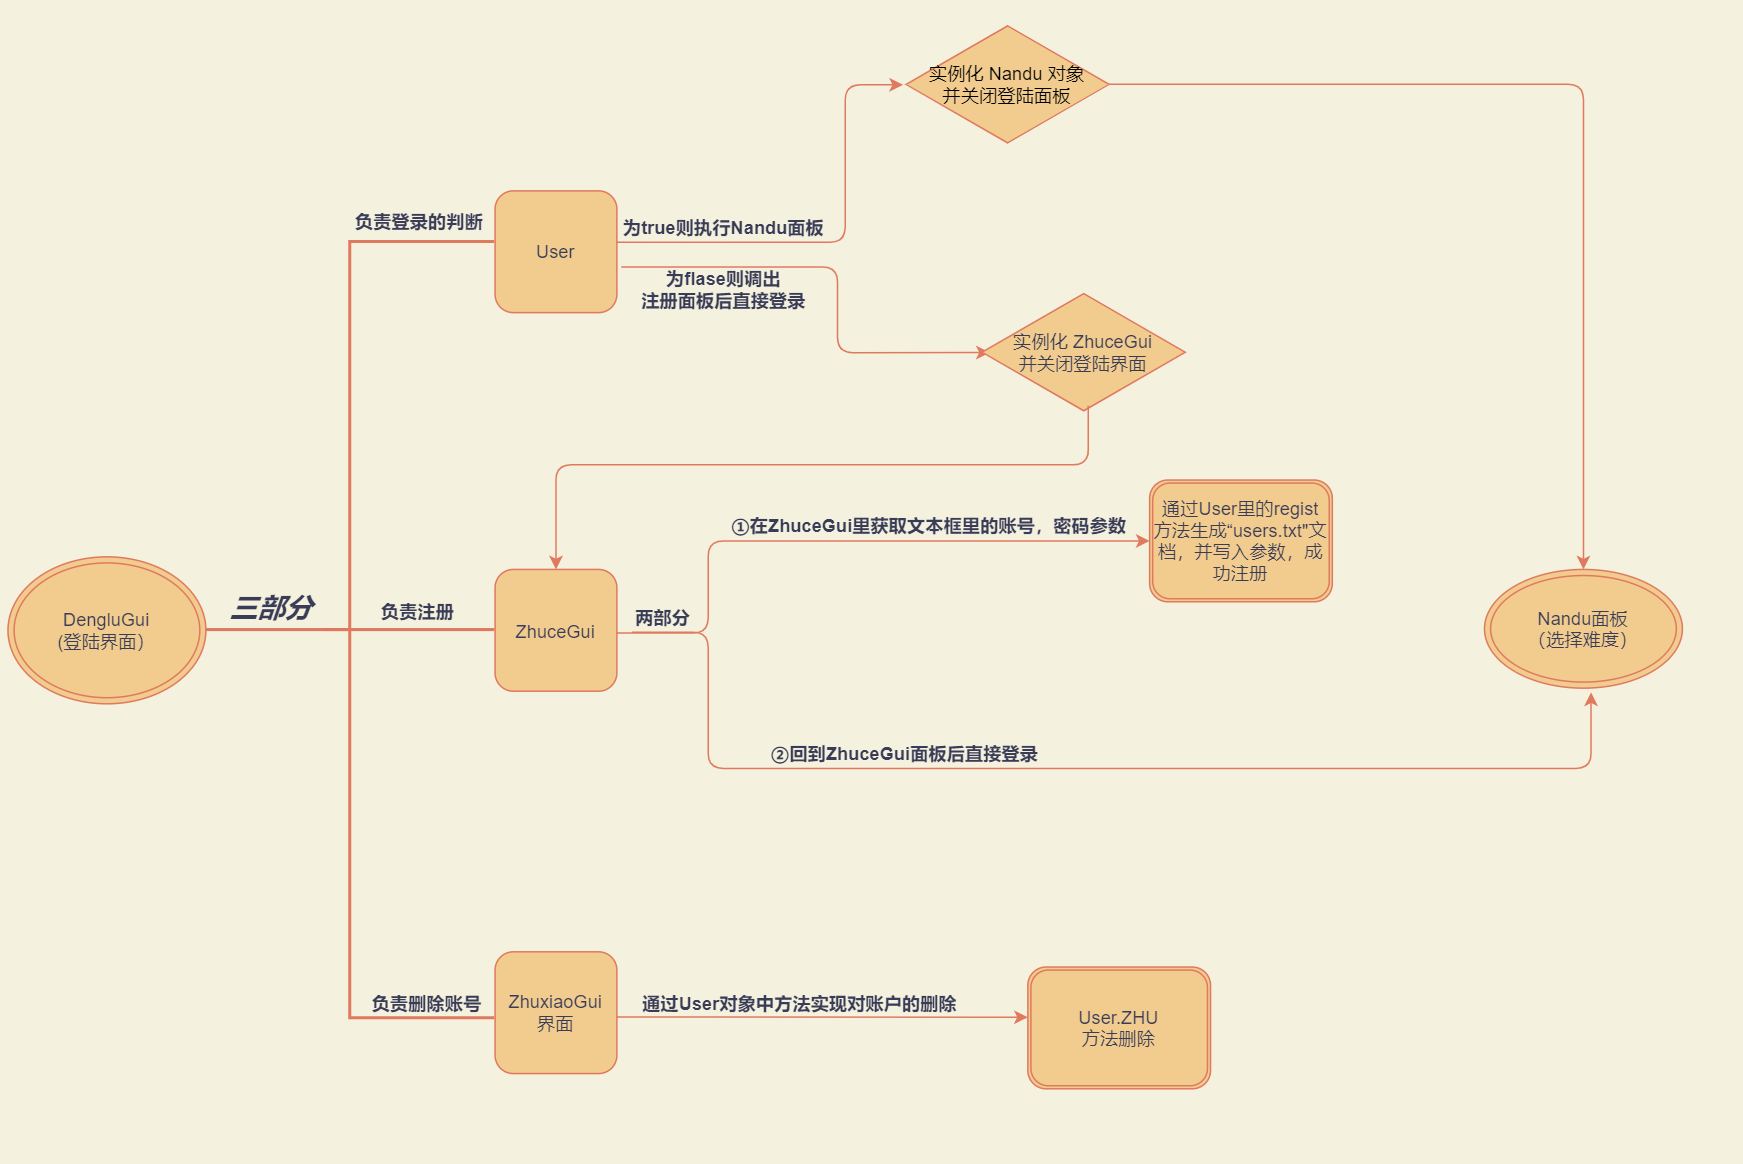 实例化 Nandu 对象
并关闭登陆面板
负责登录的判断
User
为true则执行Nandu面板
为flase则调出
注册面板后直接登录
实例化 ZhuceGui
并关闭登陆界面
①在ZhuceGui里获取文本框里的账号，密码参数
通过User里的regist
方法生成“users.txt"文
档，并写入参数，成
功注册
DengluGui
(登陆界面）
三部分
负责注册
ZhuceGui
两部分
Nandu面板
（选择难度）
②回到ZhuceGui面板后直接登录
负责删除账号
ZhuxiaoGui
界面
通过User对象中方法实现对账户的删除
User.ZHU
方法删除